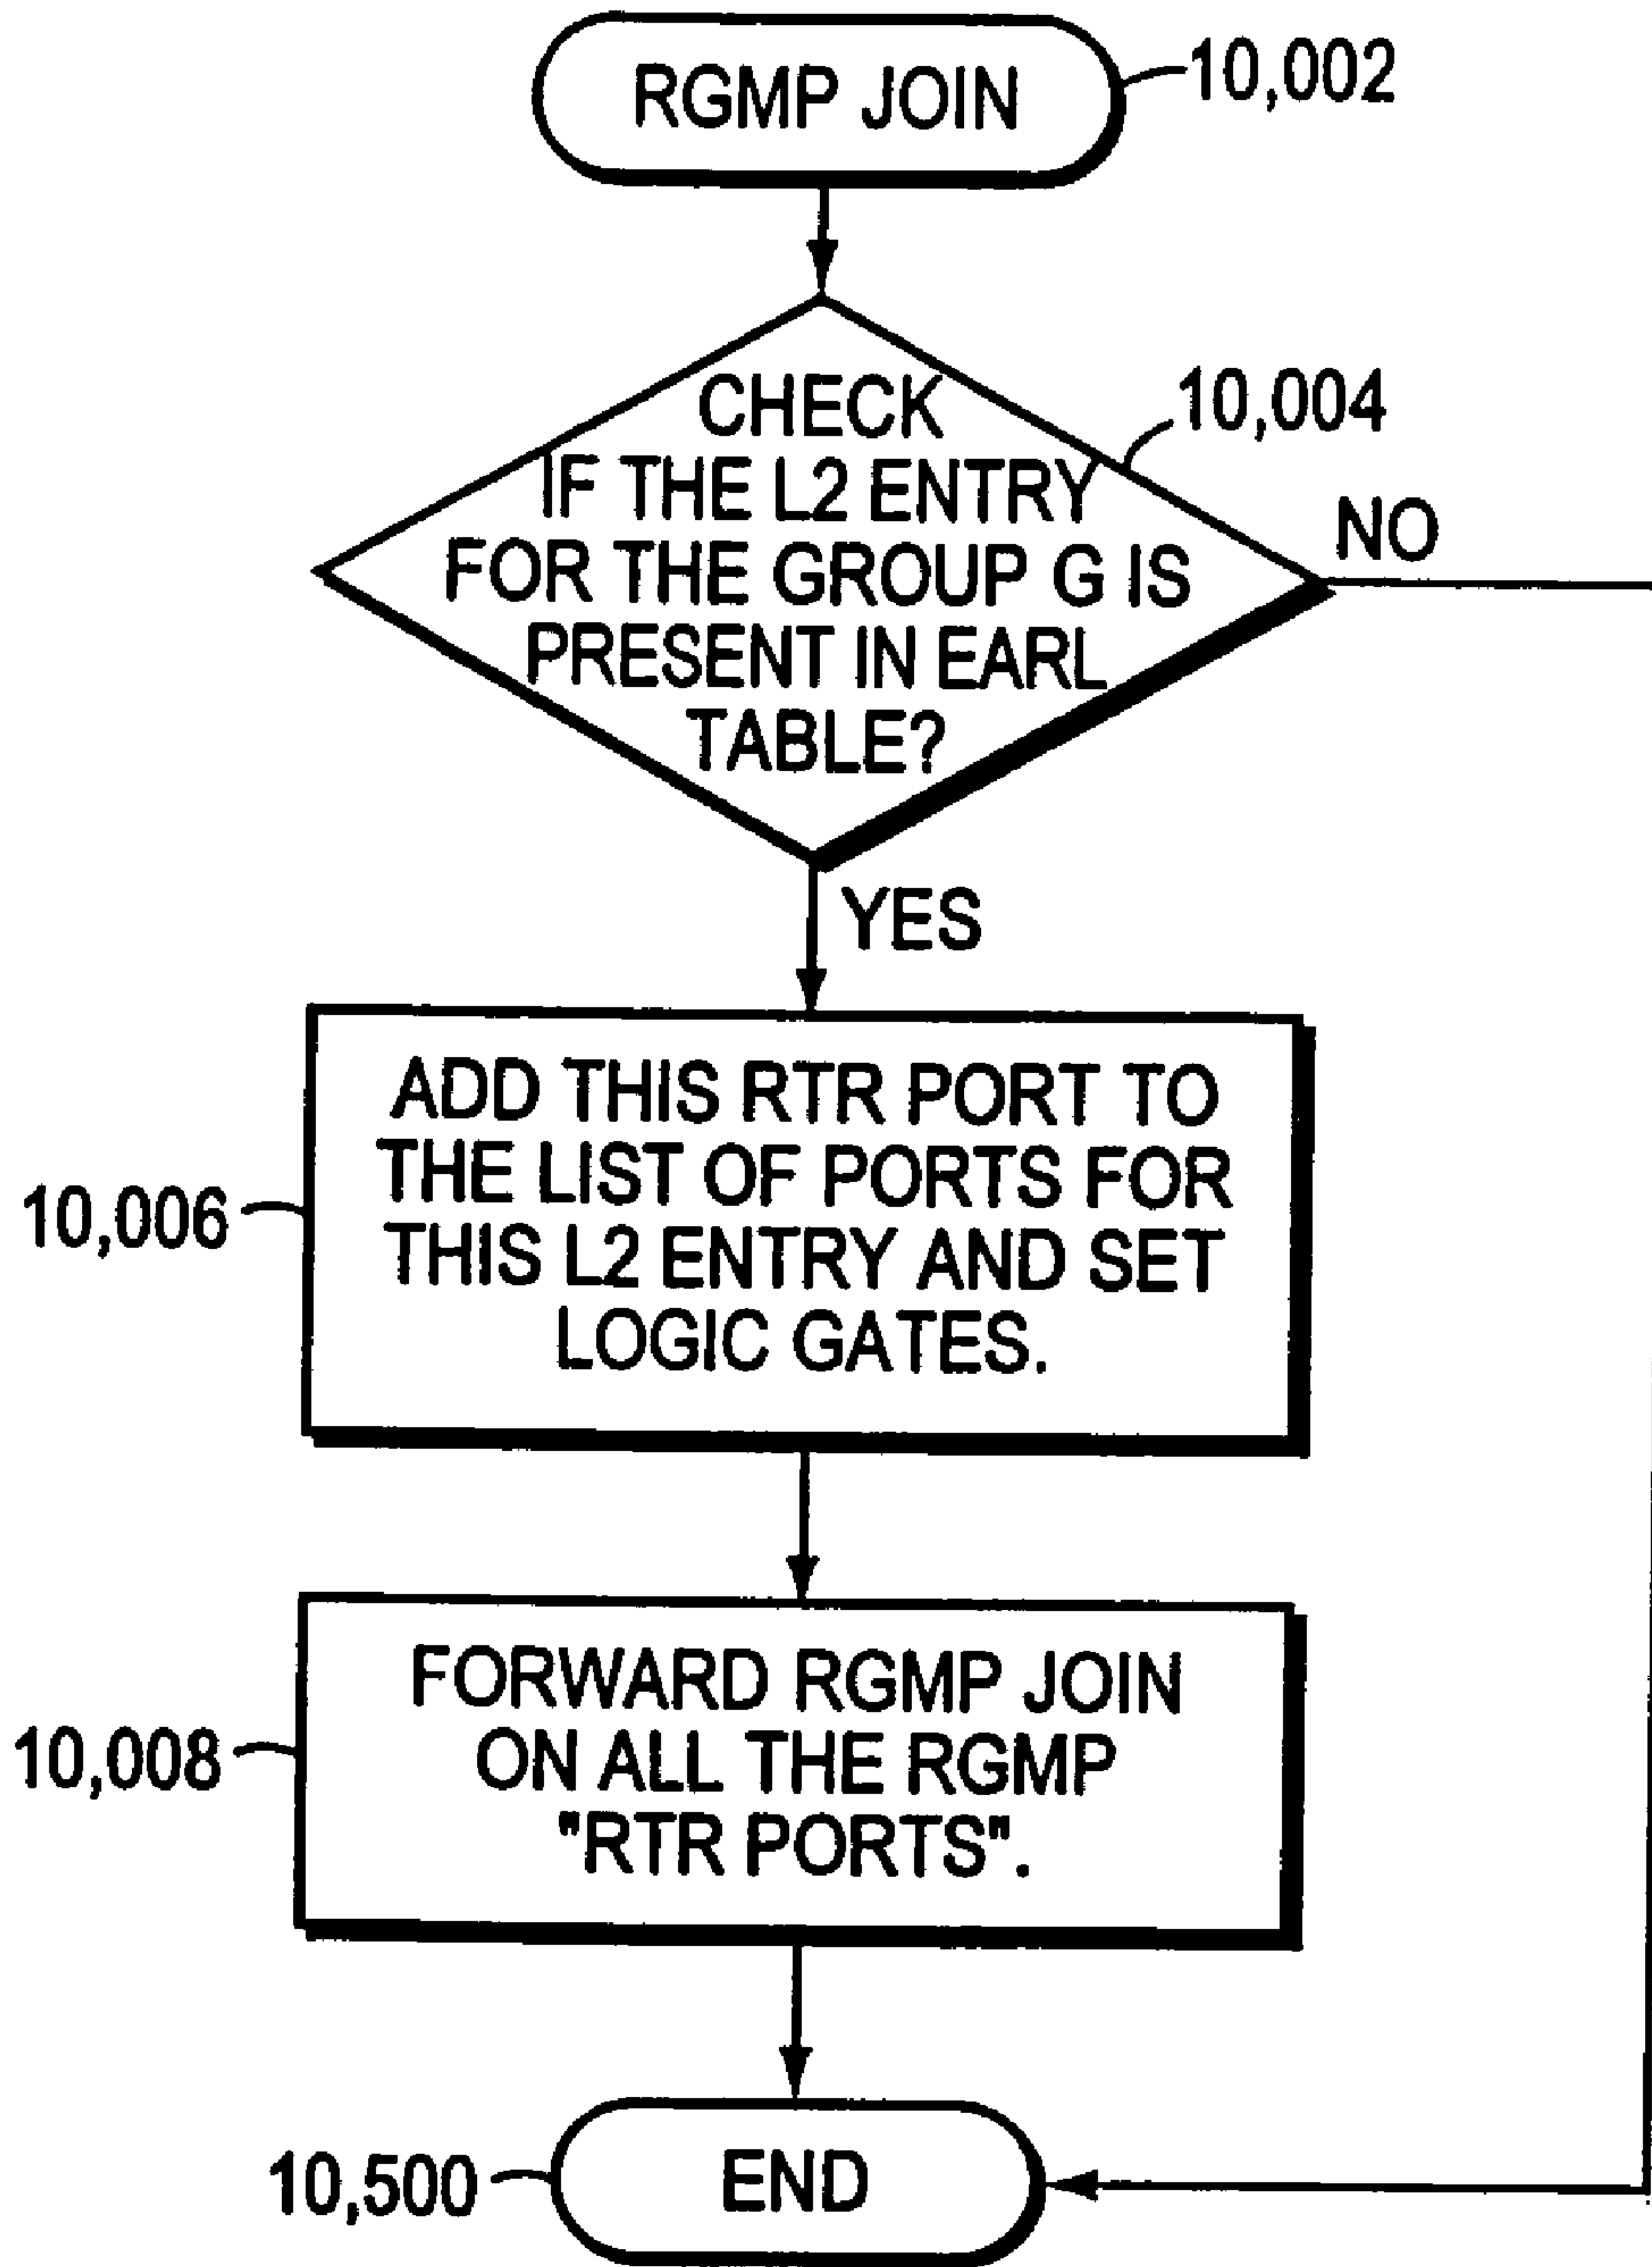 RGMP JOIN
10,002
CHECK
IF THE L2 ENTRY
FOR THE GROUP G IS
PRESENT IN EARL
TABLE?
10,004
NO
YES
ADD THIS RTR PORT TO
THE LIST OF PORTS FOR
THIS L2 ENTRY AND SET
LOGIC GATES.
10,006
FORWARD RGMP JOIN
ON ALL THE RGMP
"RTR PORTS".
10,008
END
10,500